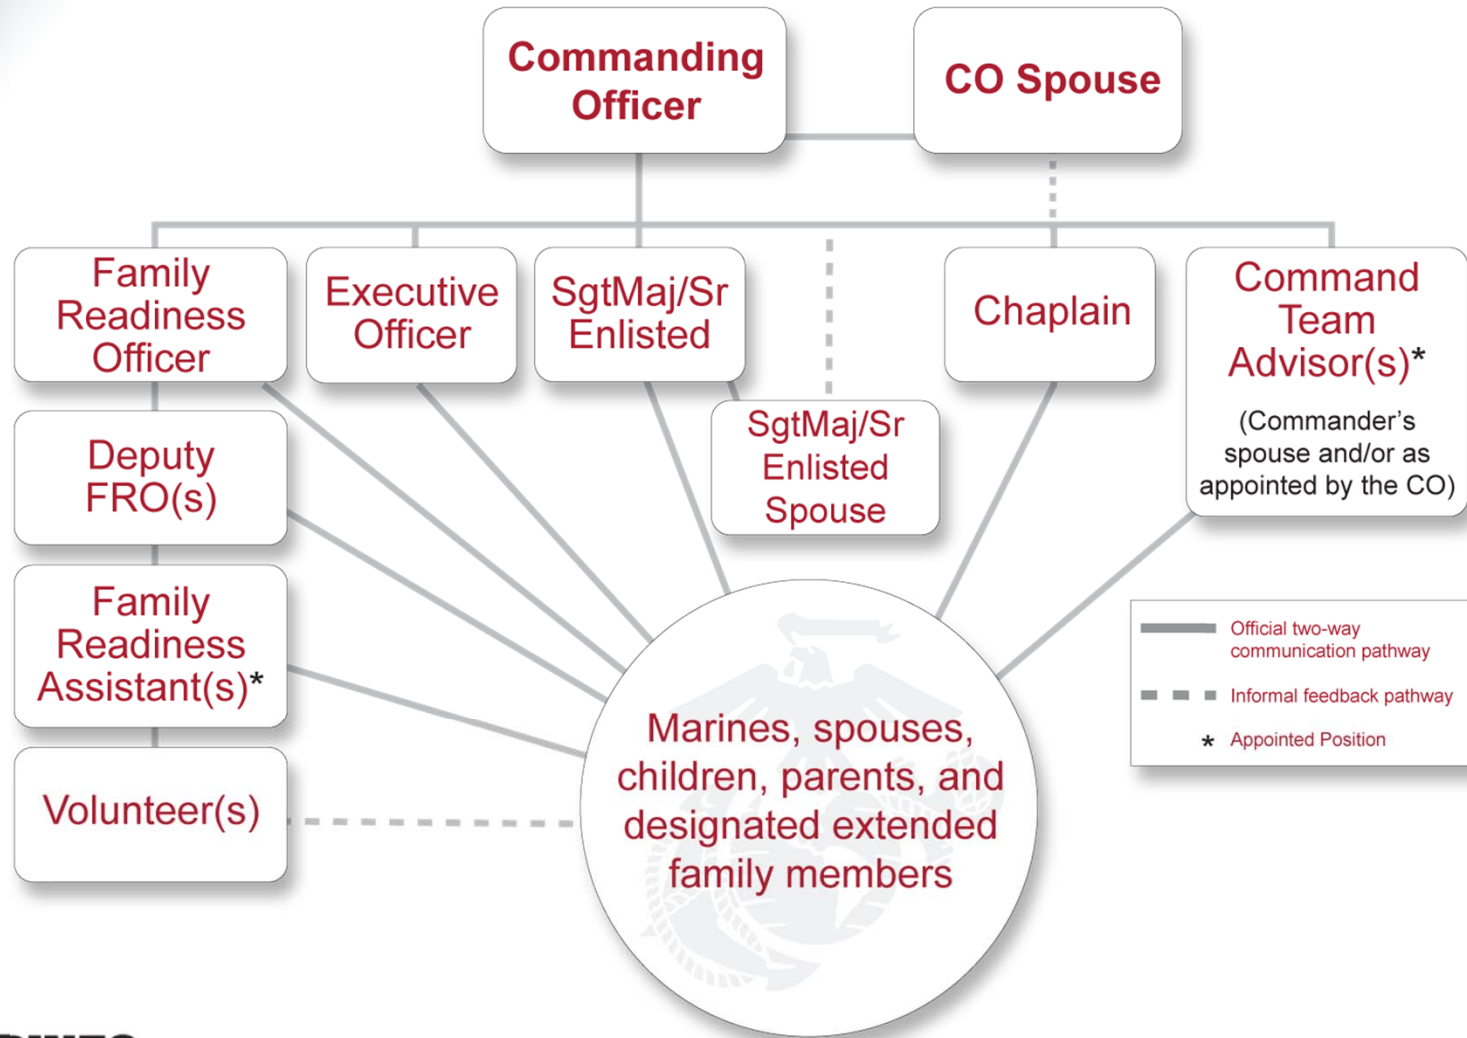 Commanding
Officer
CO Spouse
Family
Readiness
Officer
Executive
Officer
SgtMaj/Sr
Enlisted
Chaplain
Command
Team
Advisor(s)*
(Commander’s
spouse and/or as
appointed by the CO)
SgtMaj/Sr
Enlisted
Spouse
Deputy
FRO(s)
Family
Readiness
Assistant(s)*
Volunteer(s)
Marines, spouses,
children, parents, and
designated extended
family members
Official two-way
communication pathway
Informal feedback pathway
* Appointed Position